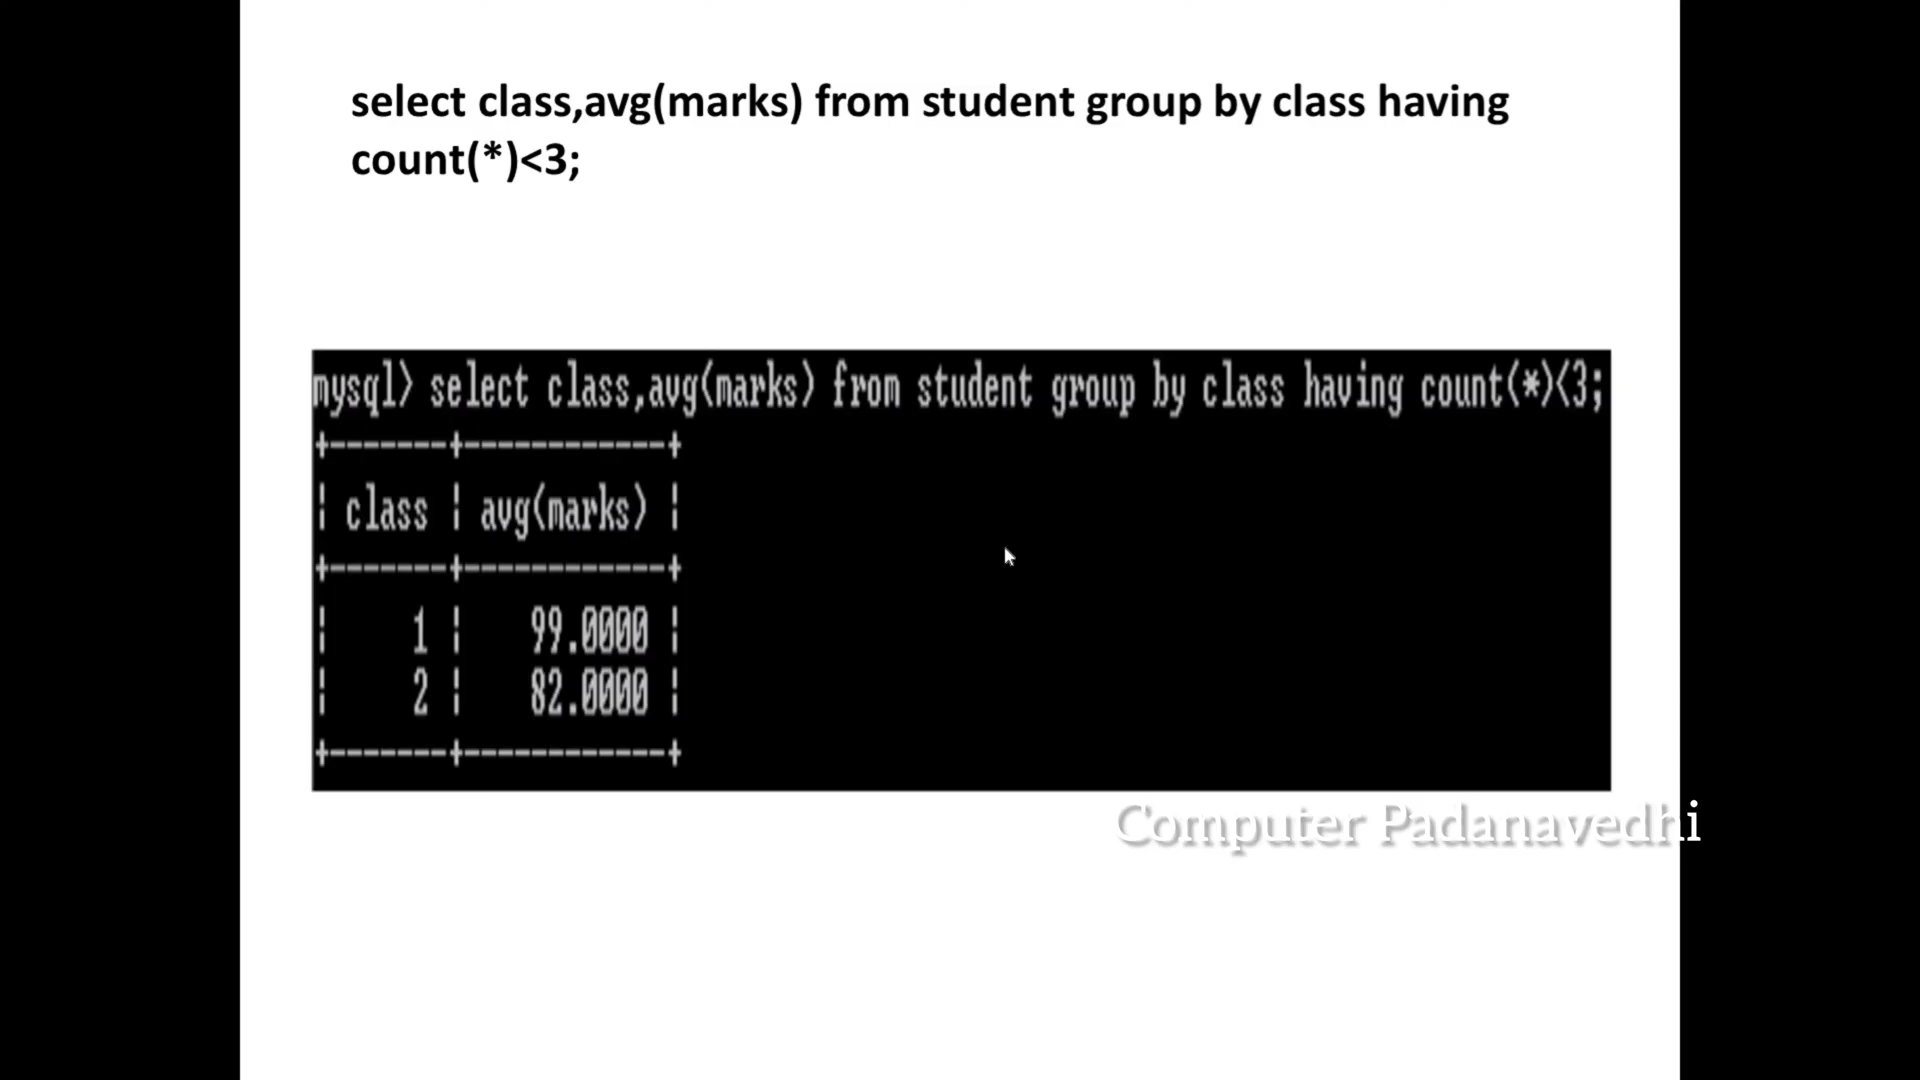 select class,avg(marks) from student group by class having
count(*)<3;
mysql> select class,avg(marks) from student group by class having count(*)<3;
+-------+------------+
| class | avg(marks) |
+-------+------------+
|     1 |    99.0000 |
|     2 |    82.0000 |
+-------+------------+
Computer Padanavedhi